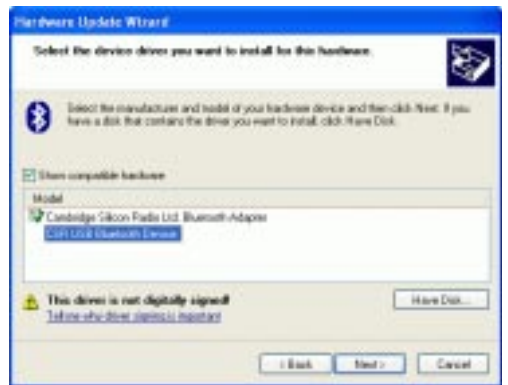 Hardware Update Wizard
Select the device driver you want to install for this hardware.
Select the manufacturer and model of your hardware device and then click Next. If you
have a disk that contains the driver you want to install, click Have Disk.
Show compatible hardware
Model
Cambridge Silicon Radio Ltd. Bluetooth Adapter
CSR USB Bluetooth Device
This driver is not digitally signed!
Tell me why driver signing is important
Have Disk...
< Back
Next >
Cancel